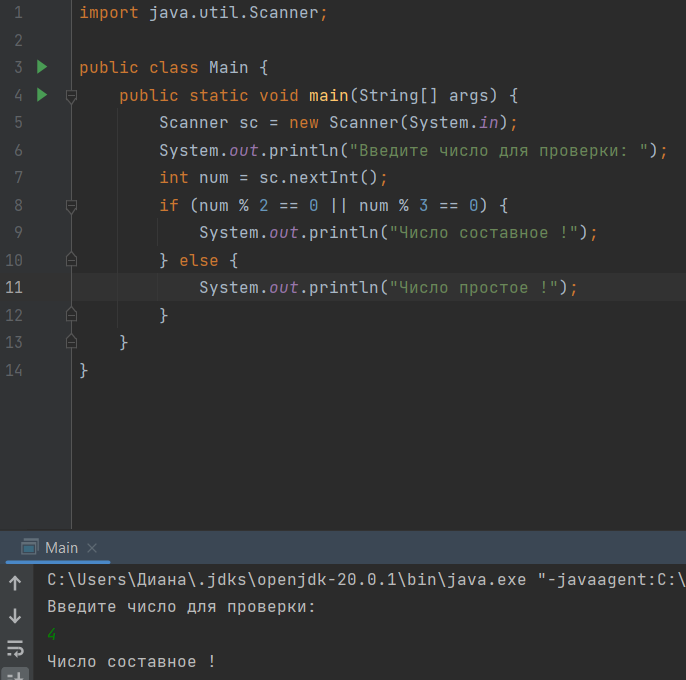 1 import java.util.Scanner;
2
3 public class Main {
4 public static void main(String[] args) {
5 Scanner sc = new Scanner(System.in);
6 System.out.println("Введите число для проверки: ");
7 int num = sc.nextInt();
8 if (num % 2 == 0 || num % 3 == 0) {
9 System.out.println("Число составное !");
10 } else {
11 System.out.println("Число простое !");
12 }
13 }
14 }
Main
C:\Users\Диана\.jdks\openjdk-20.0.1\bin\java.exe "-javaagent:C:\
Введите число для проверки:
4
Число составное !